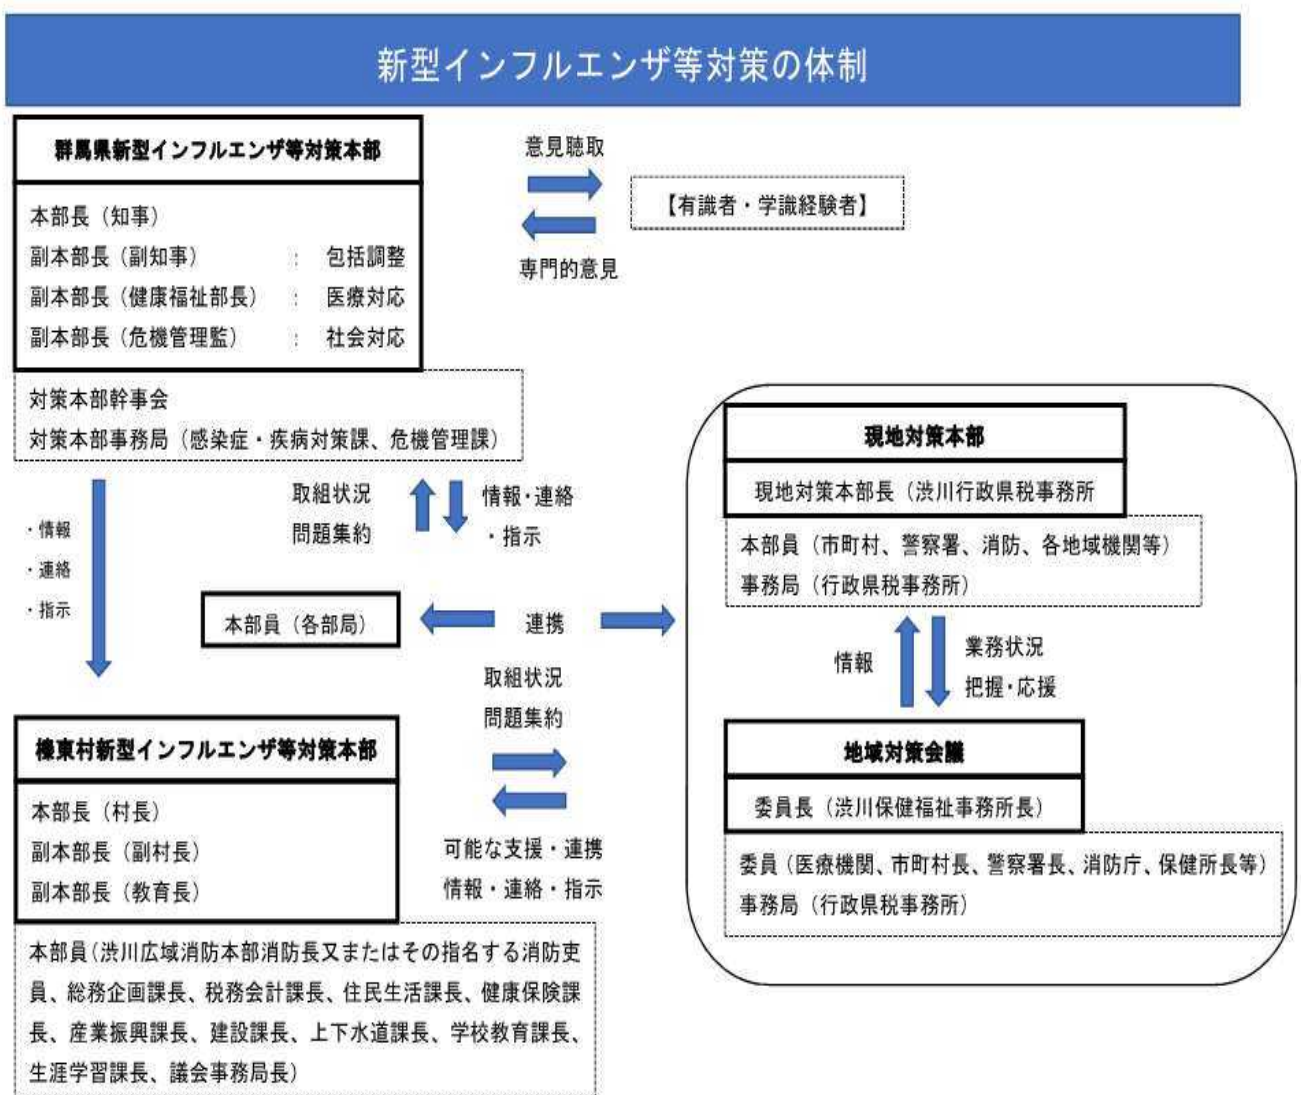 新型インフルエンザ等対策の体制
群馬県新型インフルエンザ等対策本部
本部長（知事）
副本部長（副知事）　：　包括調整
副本部長（健康福祉部長）　：　医療対応
副本部長（危機管理監）　：　社会対応
対策本部幹事会
対策本部事務局（感染症・疾病対策課、危機管理課）
意見聴取
【有識者・学識経験者】
専門的意見
・情報
・連絡
・指示
取組状況
問題集約
情報・連絡
・指示
本部員（各部局）
連携
現地対策本部
現地対策本部長（渋川行政県税事務所
本部員（市町村、警察署、消防、各地域機関等）
事務局（行政県税事務所）
情報
業務状況
把握・応援
地域対策会議
委員長（渋川保健福祉事務所長）
委員（医療機関、市町村長、警察署長、消防庁、保健所長等）
事務局（行政県税事務所）
取組状況
問題集約
可能な支援・連携
情報・連絡・指示
榛東村新型インフルエンザ等対策本部
本部長（村長）
副本部長（副村長）
副本部長（教育長）
本部員（渋川広域消防本部消防長又またはその指名する消防吏
員、総務企画課長、税務会計課長、住民生活課長、健康保険課
長、産業振興課長、建設課長、上下水道課長、学校教育課長、
生涯学習課長、議会事務局長）